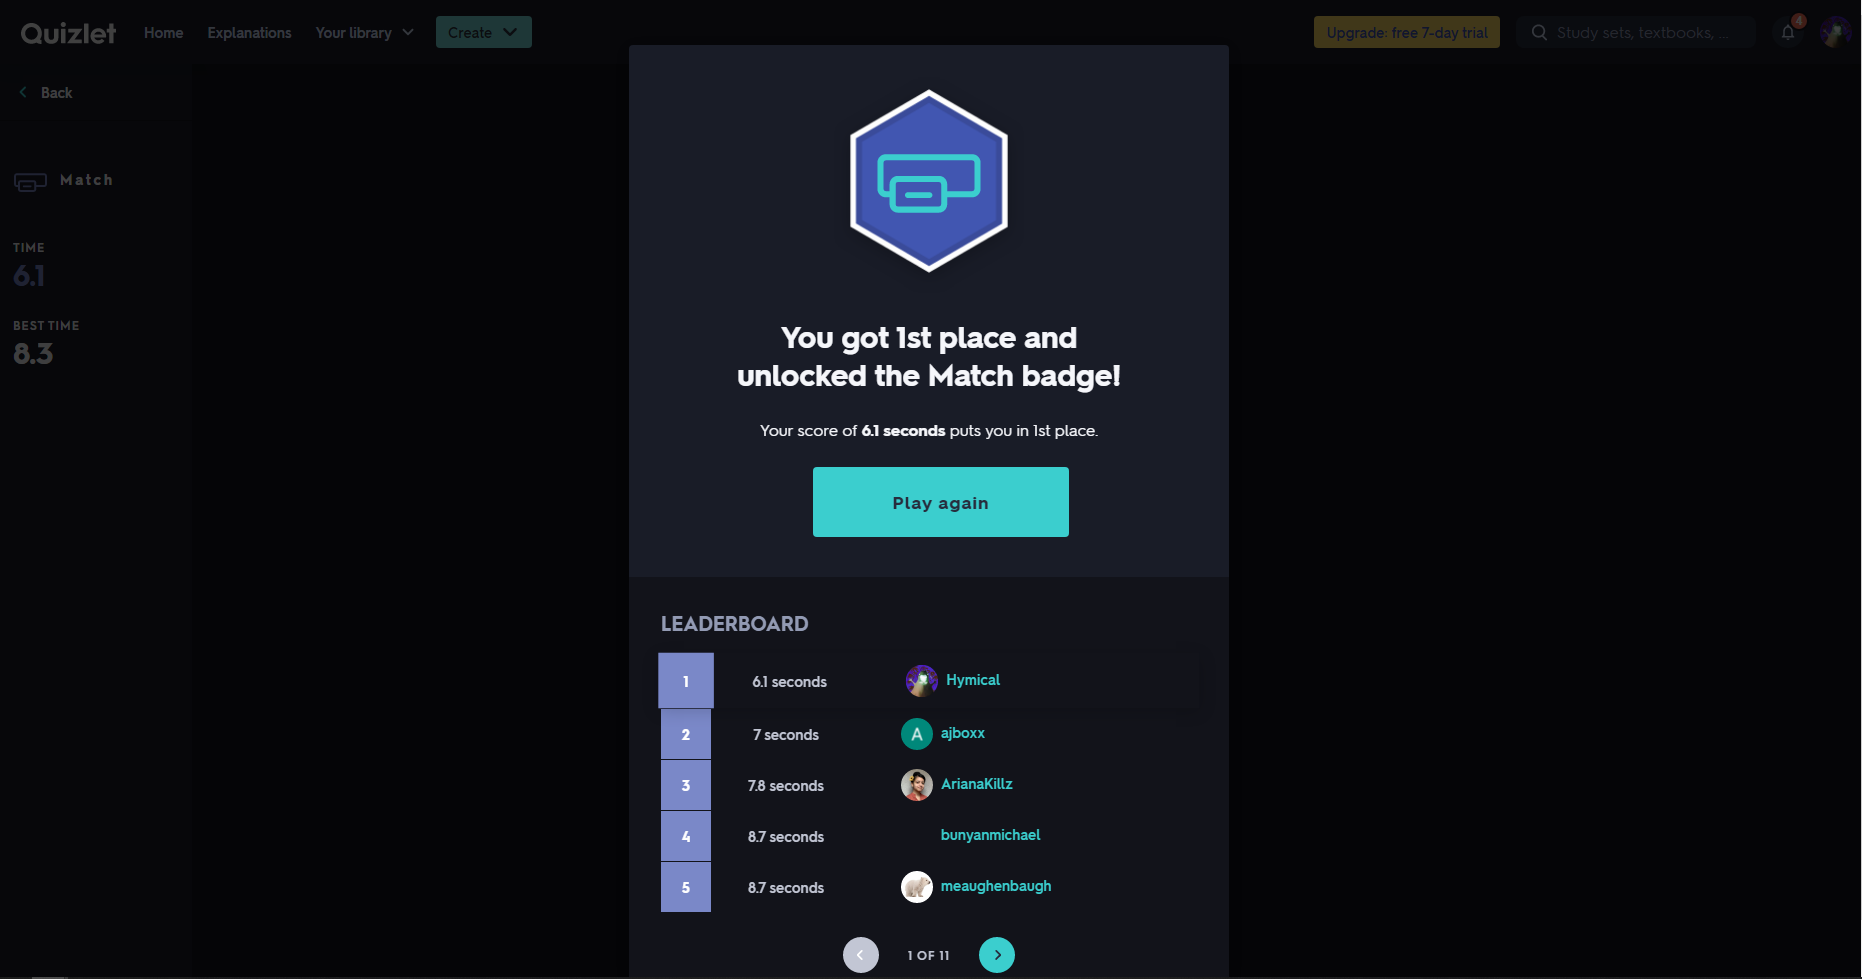 Quizlet
Home
Explanations
Your library
Create
Upgrade: free 7-day trial
Study sets, textbooks, ...
4
Back
Match
TIME
6.1
BEST TIME
8.3
You got 1st place and
unlocked the Match badge!
Your score of 6.1 seconds puts you in 1st place.
Play again
LEADERBOARD
1 6.1 seconds Hymical
2 7 seconds A ajboxx
3 7.8 seconds ArianaKillz
4 8.7 seconds bunyanmichael
5 8.7 seconds meaughenbaugh
1 OF 11